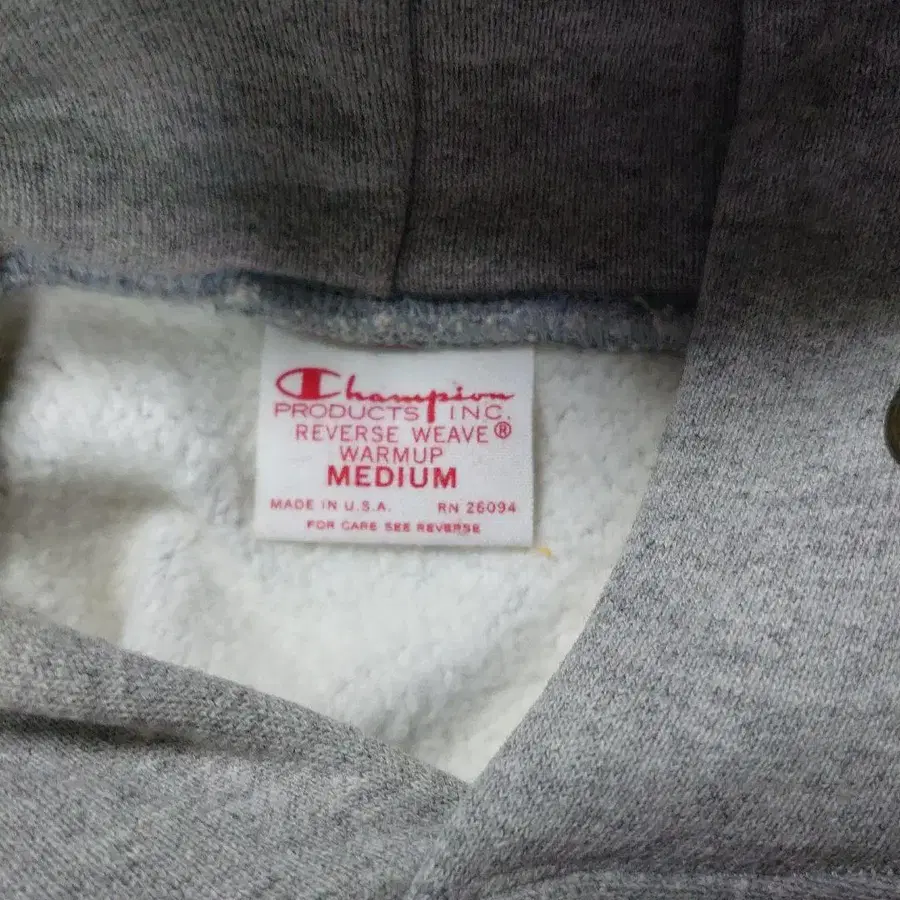 Champion
PRODUCTS INC.
REVERSE WEAVE®
WARMUP
MEDIUM
MADE IN U.S.A. RN 26094
FOR CARE SEE REVERSE